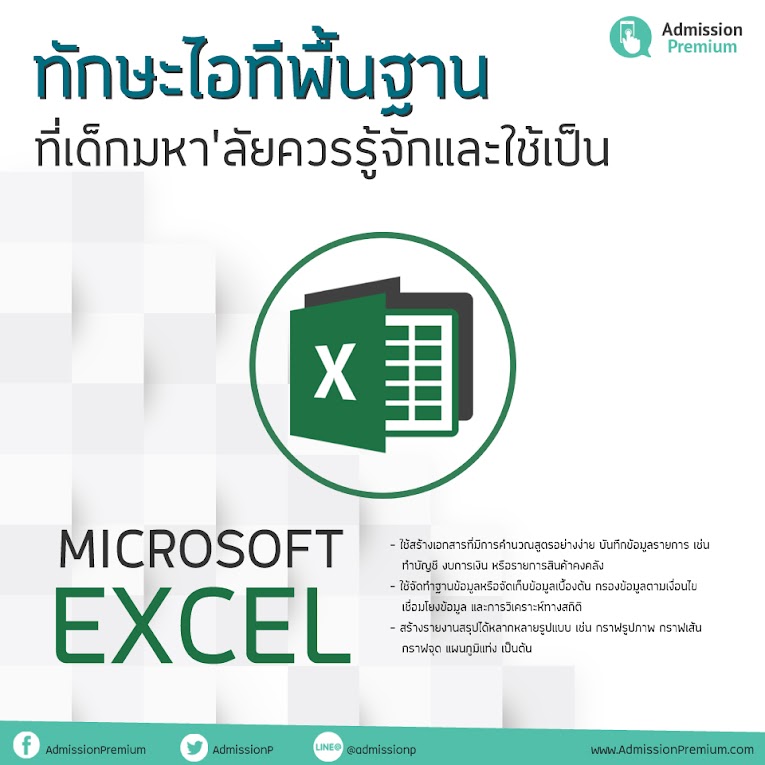 Admission
Premium
ทักษะไอทีพื้นฐาน
ที่เด็กมหา'ลัยควรรู้จักและใช้เป็น
X
MICROSOFT
EXCEL
- ใช้สร้างเอกสารที่มีการคำนวณสูตรอย่างง่าย บันทึกข้อมูลรายการ เช่น
ทำบัญชี งบการเงิน หรือรายการสินค้าคงคลัง
- ใช้จัดทำฐานข้อมูลหรือจัดเก็บข้อมูลเบื้องต้น กรองข้อมูลตามเงื่อนไข
เชื่อมโยงข้อมูล และการวิเคราะห์ทางสถิติ
- สร้างรายงานสรุปได้หลากหลายรูปแบบ เช่น กราฟรูปภาพ กราฟเส้น
กราฟจุด แผนภูมิแท่ง เป็นต้น
f AdmissionPremium
AdmissionP
LINE@ @admissionp
www.AdmissionPremium.com